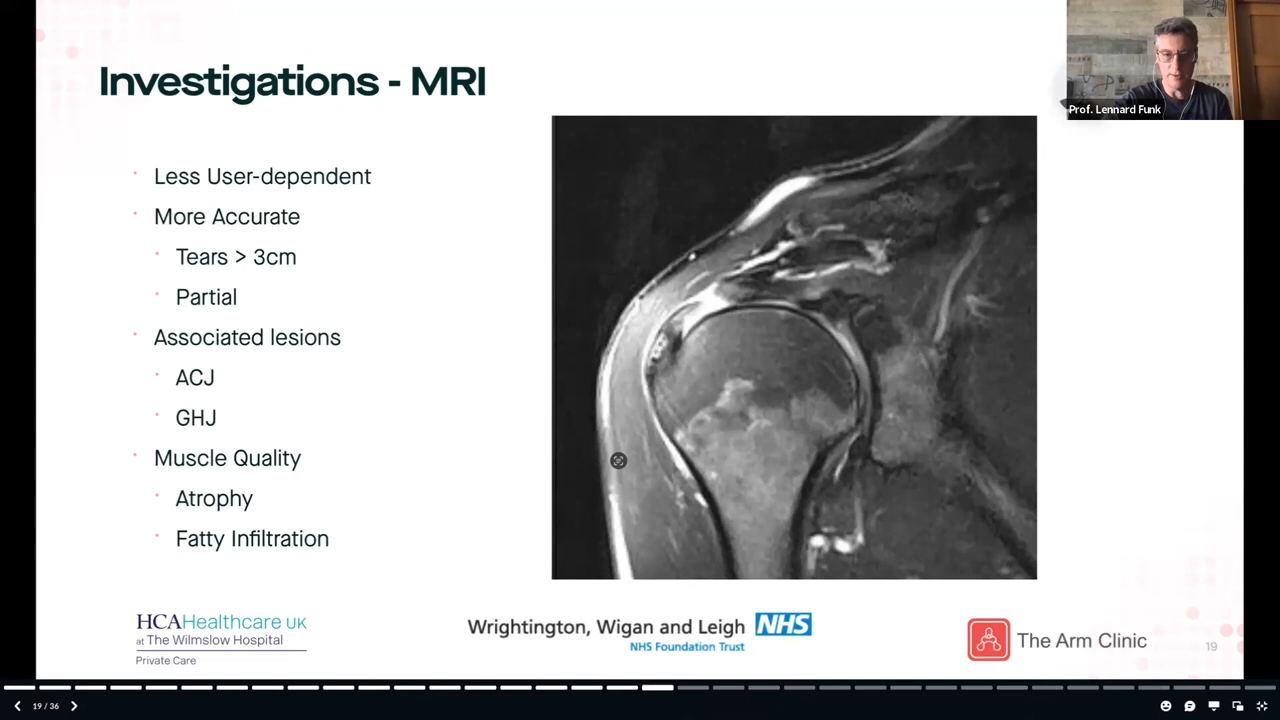 Investigations - MRI
Prof. Lennard Funk
Less User-dependent
More Accurate
Tears > 3cm
Partial
Associated lesions
ACJ
GHJ
Muscle Quality
Atrophy
Fatty Infiltration
HCAHealthcare UK
at The Wilmslow Hospital
Private Care
Wrightington, Wigan and Leigh NHS
NHS Foundation Trust
The Arm Clinic
19
19 / 36